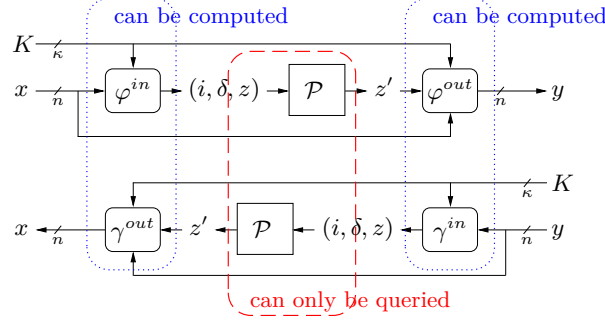 can be computed can be computed
K κ
x n φ^{in} (i, δ, z) 𝒫 z′ φ^{out} n y
κ K
x n γ^{out} z′ 𝒫 (i, δ, z) γ^{in} n y
can only be queried